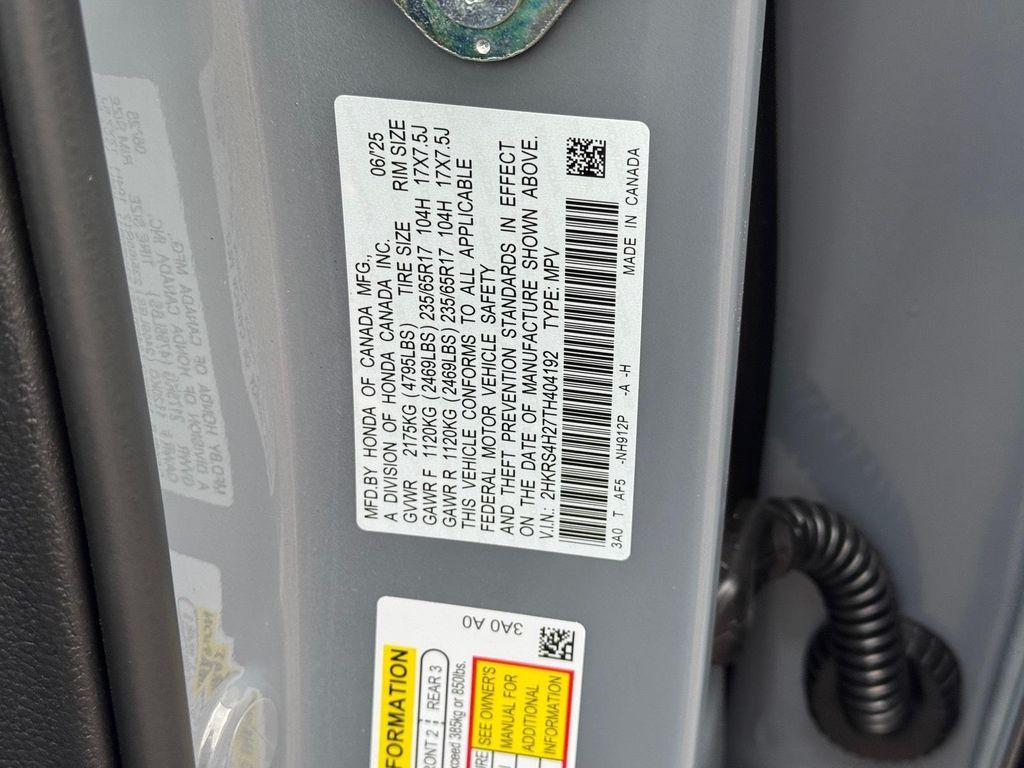 MFD.BY HONDA OF CANADA MFG., 06/'25
A DIVISION OF HONDA CANADA INC.
GVWR 2175KG (4795LBS) TIRE SIZE RIM SIZE
GAWR F 1120KG (2469LBS) 235/65R17 104H 17X7.5J
GAWR R 1120KG (2469LBS) 235/65R17 104H 17X7.5J
THIS VEHICLE CONFORMS TO ALL APPLICABLE
FEDERAL MOTOR VEHICLE SAFETY
AND THEFT PREVENTION STANDARDS IN EFFECT
ON THE DATE OF MANUFACTURE SHOWN ABOVE.
V.I.N: 2HKRS4H27TH404192 TYPE: MPV
3A0 T AF5 -NH912P -A -H MADE IN CANADA
FORMATION
FRONT 2 REAR 3
exceed 385kg or 850lbs.
SEE OWNER'S
MANUAL FOR
ADDITIONAL
INFORMATION
3A0 A0